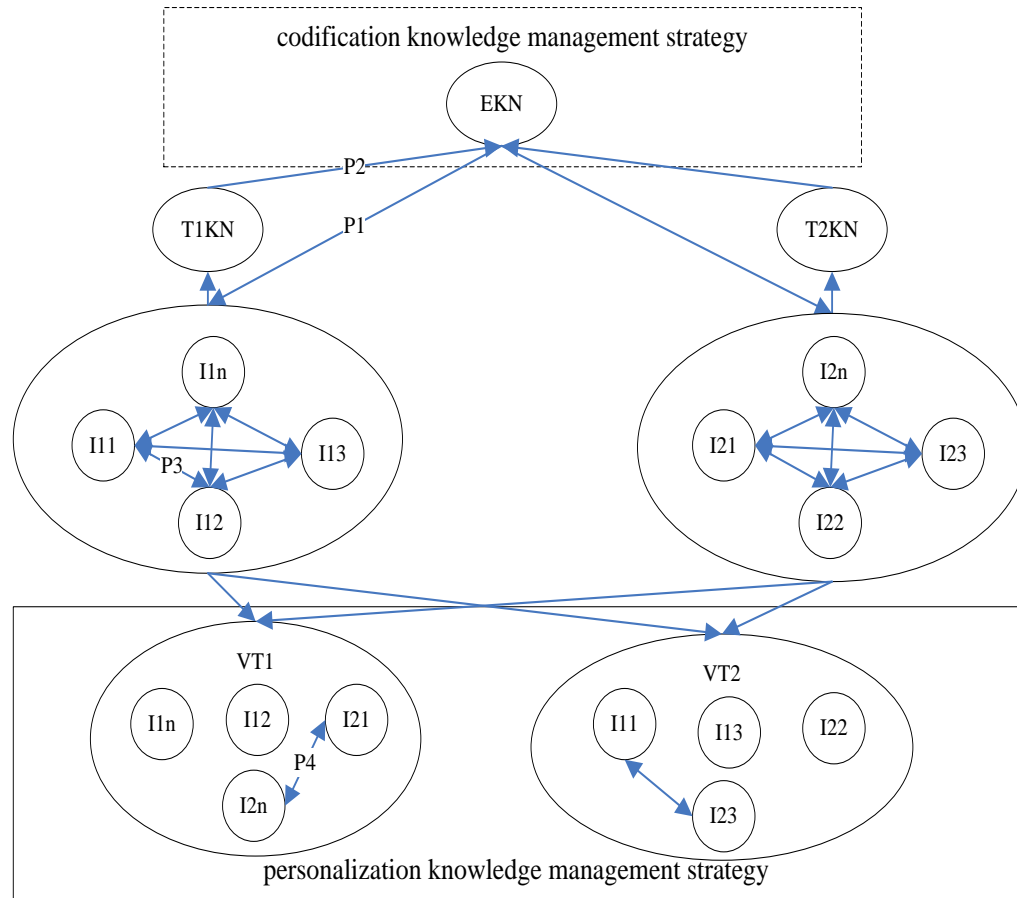 codification knowledge management strategy
EKN
P2
T1KN
P1
T2KN
I1n
I11
I13
P3
I12
I2n
I21
I23
I22
VT1
VT2
I1n
I12
I21
I11
I13
I22
P4
I2n
I23
personalization knowledge management strategy